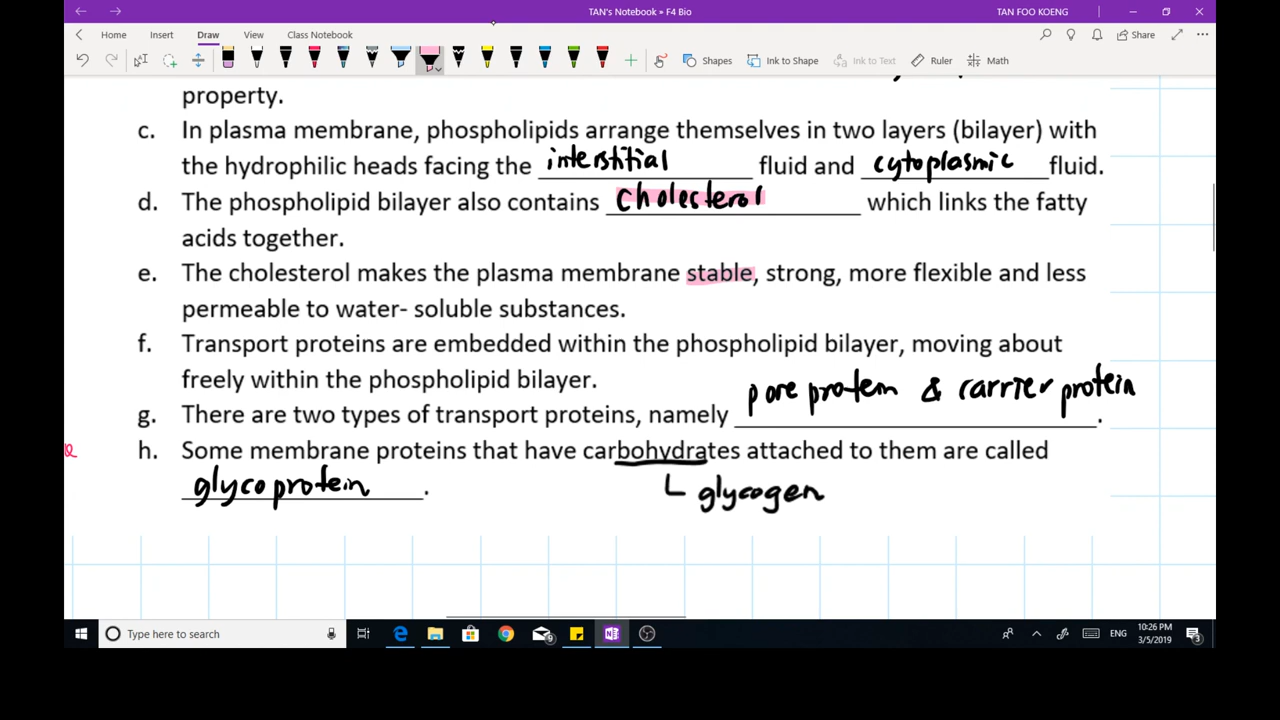 TAN's Notebook » F4 Bio
TAN FOO KOENG
Home Insert Draw View Class Notebook
Share
Shapes Ink to Shape Ink to Text Ruler Math
property.
c. In plasma membrane, phospholipids arrange themselves in two layers (bilayer) with
the hydrophilic heads facing the interstitial fluid and cytoplasmic fluid.
d. The phospholipid bilayer also contains cholesterol which links the fatty
acids together.
e. The cholesterol makes the plasma membrane stable, strong, more flexible and less
permeable to water- soluble substances.
f. Transport proteins are embedded within the phospholipid bilayer, moving about
freely within the phospholipid bilayer.
g. There are two types of transport proteins, namely pore protein & carrier protein.
h. Some membrane proteins that have carbohydrates attached to them are called
glycoprotein.
glycogen
Type here to search
ENG
10:26 PM
3/5/2019